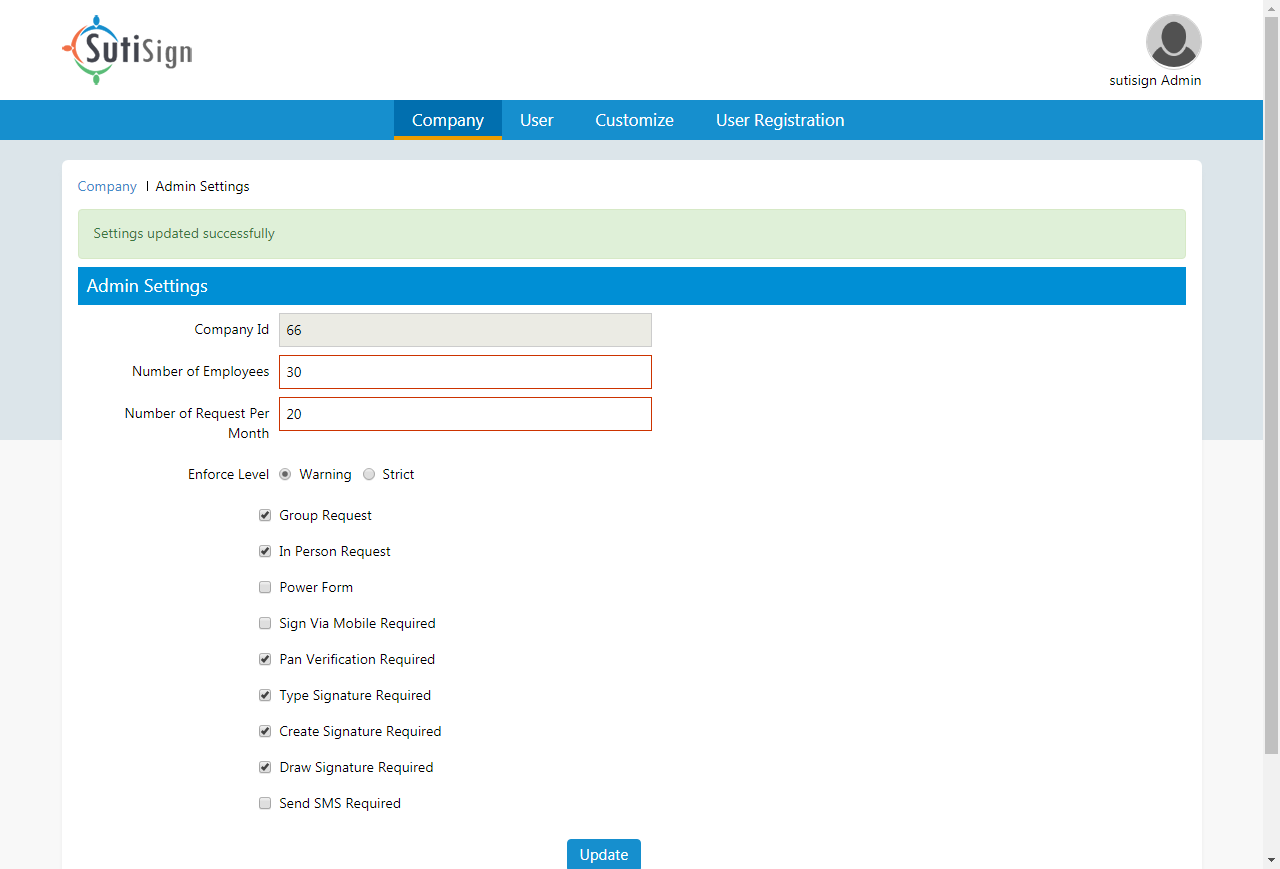 SutiSign
sutisign Admin
Company User Customize User Registration
Company | Admin Settings
Settings updated successfully
Admin Settings
Company Id 66
Number of Employees 30
Number of Request Per 20
Month
Enforce Level Warning Strict
Group Request
In Person Request
Power Form
Sign Via Mobile Required
Pan Verification Required
Type Signature Required
Create Signature Required
Draw Signature Required
Send SMS Required
Update